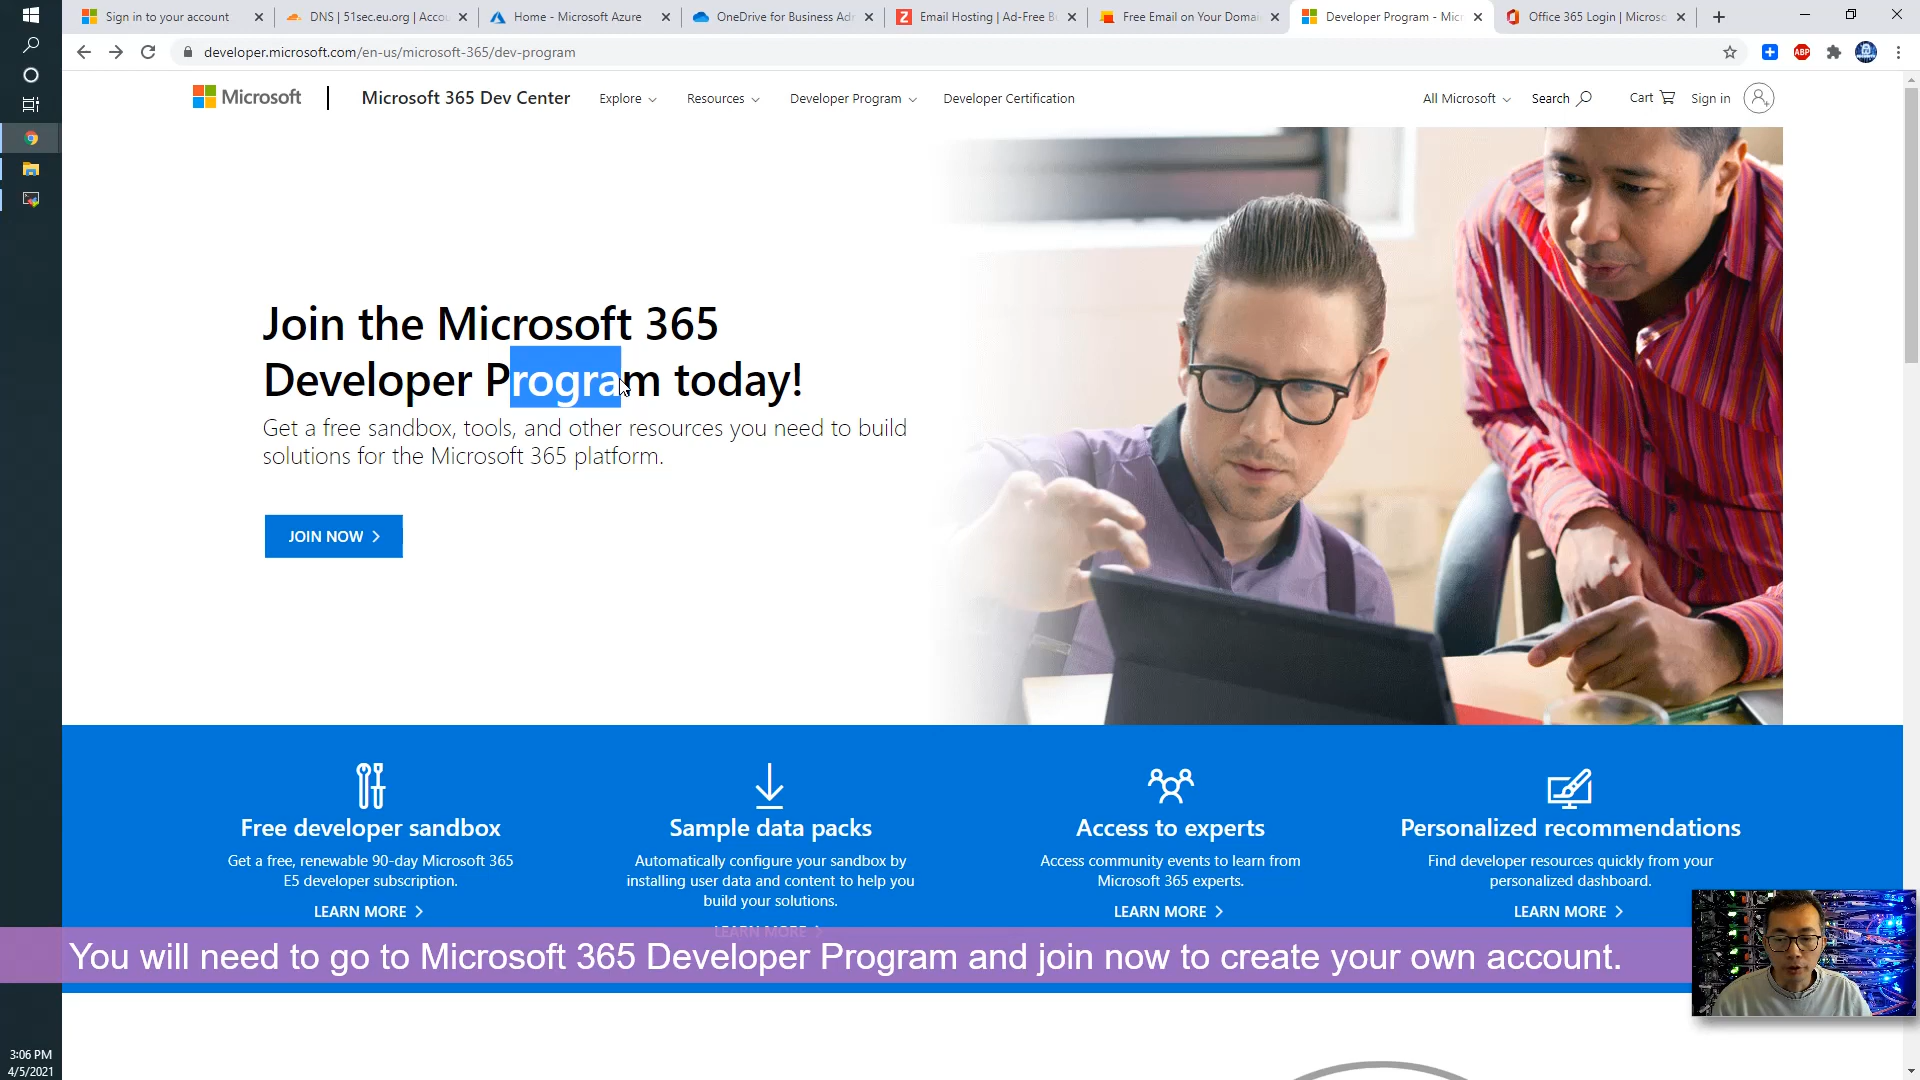 Sign in to your account
DNS | 51sec.eu.org | Accou
Home - Microsoft Azure
OneDrive for Business Ad
Email Hosting | Ad-Free B
Free Email on Your Domai
Developer Program - Mic
Office 365 Login | Microso
developer.microsoft.com/en-us/microsoft-365/dev-program
ABP
Microsoft
Microsoft 365 Dev Center
Explore
Resources
Developer Program
Developer Certification
All Microsoft
Search
Cart
Sign in
Join the Microsoft 365
Developer Program today!
Get a free sandbox, tools, and other resources you need to build
solutions for the Microsoft 365 platform.
JOIN NOW >
Free developer sandbox
Get a free, renewable 90-day Microsoft 365
E5 developer subscription.
LEARN MORE >
Sample data packs
Automatically configure your sandbox by
installing user data and content to help you
build your solutions.
LEARN MORE >
Access to experts
Access community events to learn from
Microsoft 365 experts.
LEARN MORE >
Personalized recommendations
Find developer resources quickly from your
personalized dashboard.
LEARN MORE >
You will need to go to Microsoft 365 Developer Program and join now to create your own account.
3:06 PM
4/5/2021